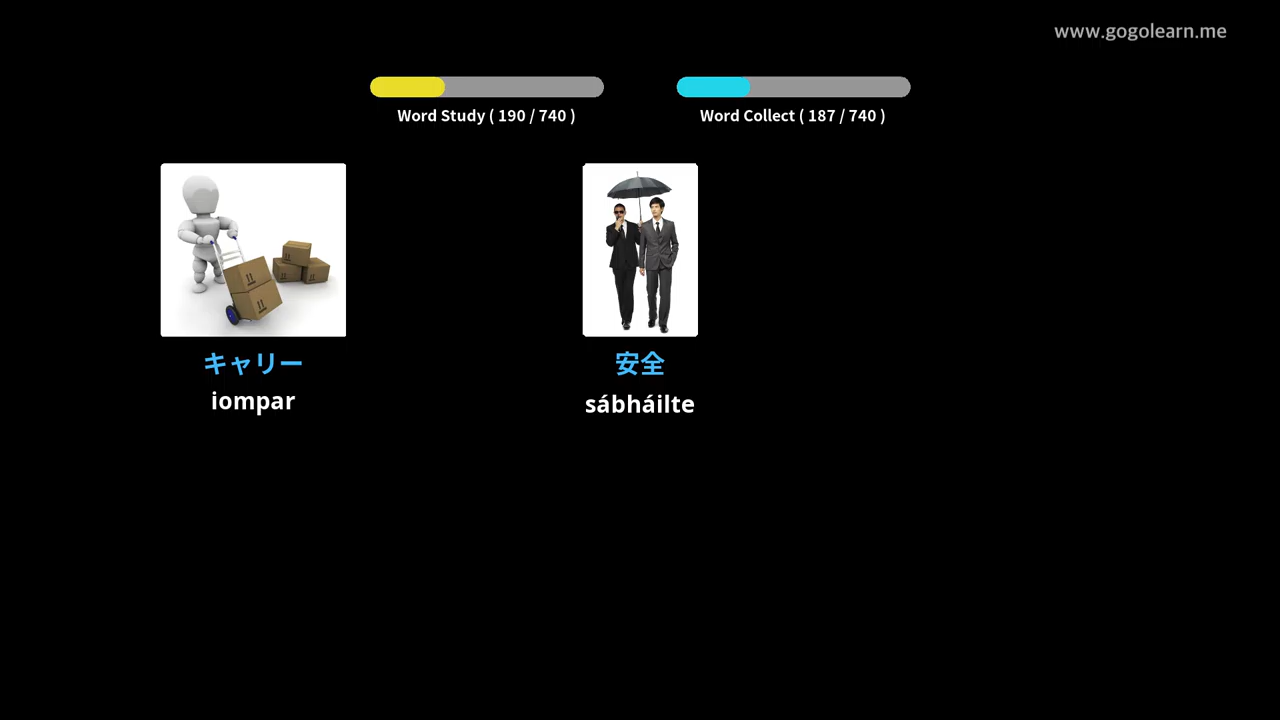 www.gogolearn.me
Word Study ( 190 / 740 )
Word Collect ( 187 / 740 )
キャリー
iompar
安全
sábháilte